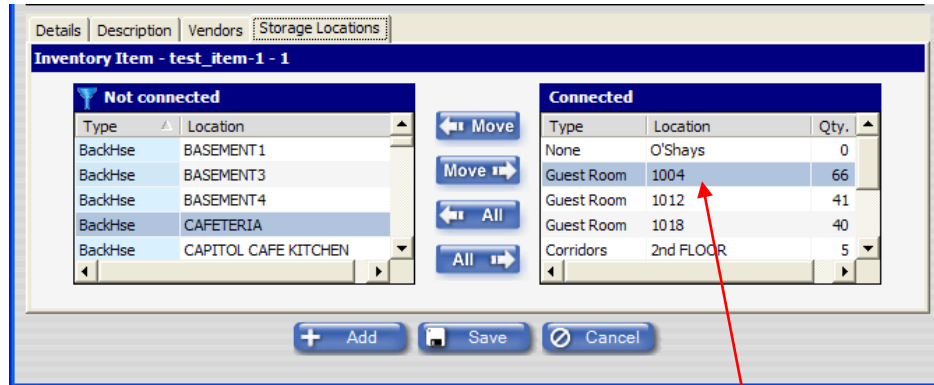 Details Description Vendors Storage Locations
Inventory Item - test_item-1 - 1
Not connected
Type Location
BackHse BASEMENT1
BackHse BASEMENT3
BackHse BASEMENT4
BackHse CAFETERIA
BackHse CAPITOL CAFE KITCHEN
Move
Move
All
All
Connected
Type Location Qty.
None O'Shays 0
Guest Room 1004 66
Guest Room 1012 41
Guest Room 1018 40
Corridors 2nd FLOOR 5
Add Save Cancel